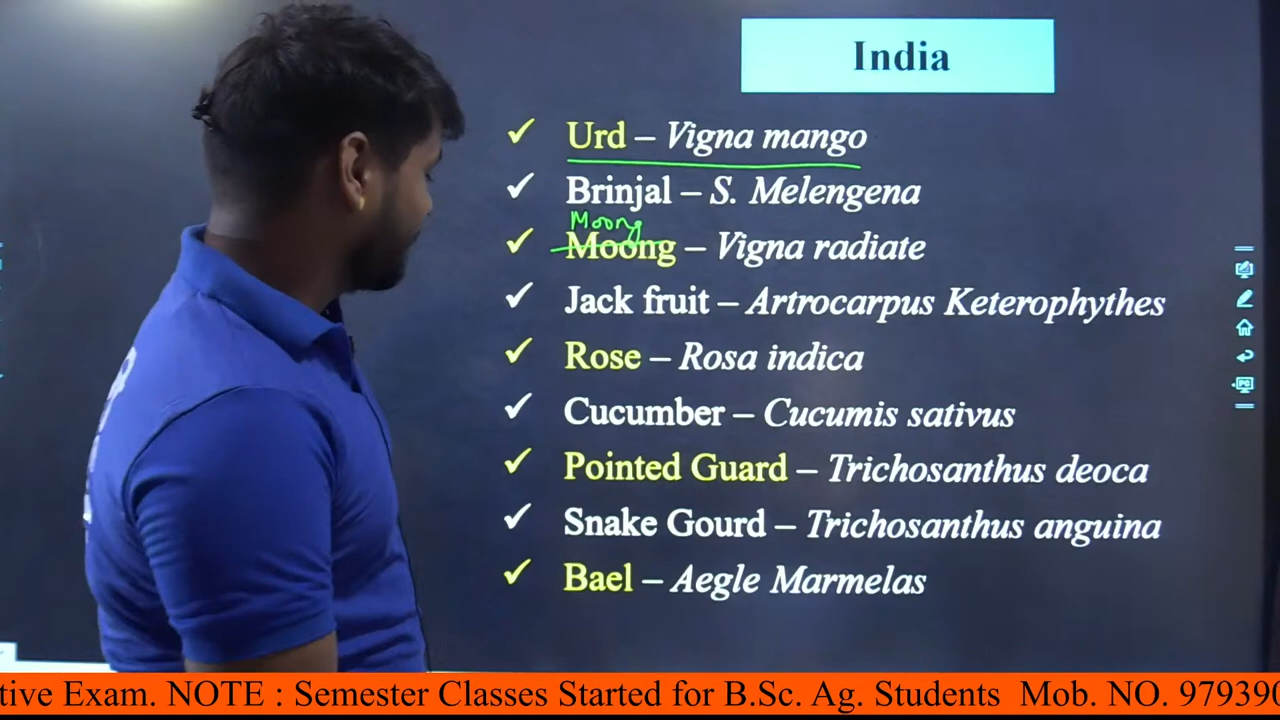 India
✓ Urd – Vigna mango
✓ Brinjal – S. Melengena
Moong
✓ Moong – Vigna radiate
✓ Jack fruit – Artrocarpus Keterophythes
✓ Rose – Rosa indica
✓ Cucumber – Cucumis sativus
✓ Pointed Guard – Trichosanthus deoca
✓ Snake Gourd – Trichosanthus anguina
✓ Bael – Aegle Marmelas
tive Exam. NOTE : Semester Classes Started for B.Sc. Ag. Students Mob. NO. 979390